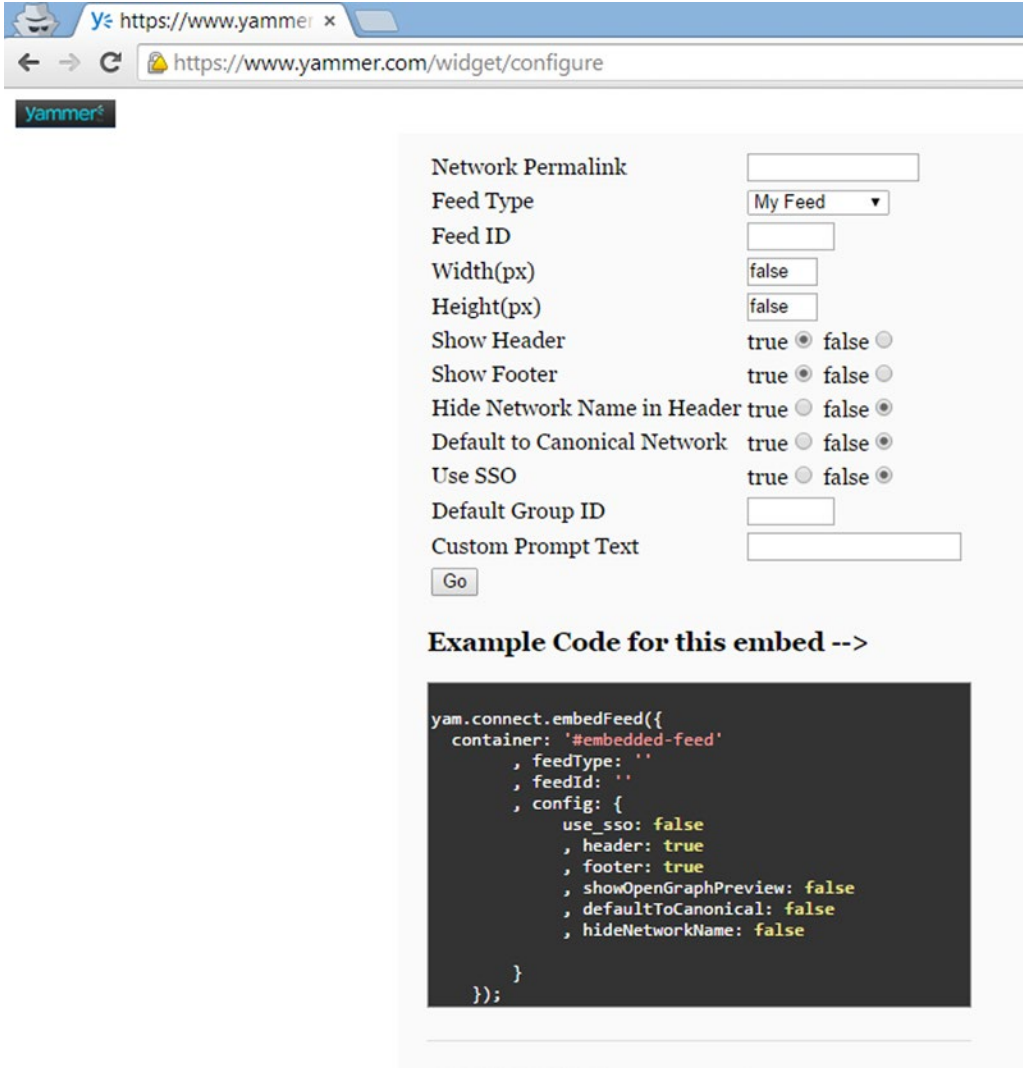 https://www.yammer
https://www.yammer.com/widget/configure
yammer
Network Permalink
Feed Type My Feed
Feed ID
Width(px) false
Height(px) false
Show Header true false
Show Footer true false
Hide Network Name in Header true false
Default to Canonical Network true false
Use SSO true false
Default Group ID
Custom Prompt Text
Go
Example Code for this embed -->
yam.connect.embedFeed({
container: '#embedded-feed'
, feedType: ''
, feedId: ''
, config: {
use_sso: false
, header: true
, footer: true
, showOpenGraphPreview: false
, defaultToCanonical: false
, hideNetworkName: false
}
});